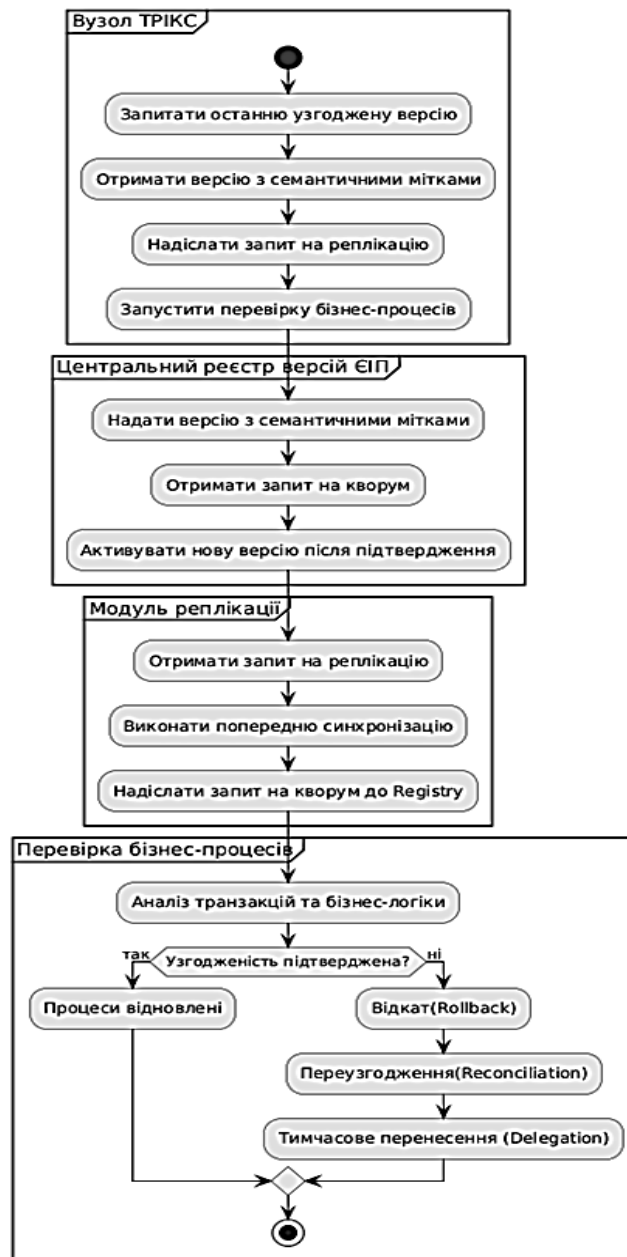 Вузол ТРІКС
Запитати останню узгоджену версію
Отримати версію з семантичними мітками
Надіслати запит на реплікацію
Запустити перевірку бізнес-процесів
Центральний реєстр версій ЄІП
Надати версію з семантичними мітками
Отримати запит на кворум
Активувати нову версію після підтвердження
Модуль реплікації
Отримати запит на реплікацію
Виконати попередню синхронізацію
Надіслати запит на кворум до Registry
Перевірка бізнес-процесів
Аналіз транзакцій та бізнес-логіки
так
Узгодженість підтверджена?
ні
Процеси відновлені
Відкат(Rollback)
Переузгодження(Reconciliation)
Тимчасове перенесення (Delegation)